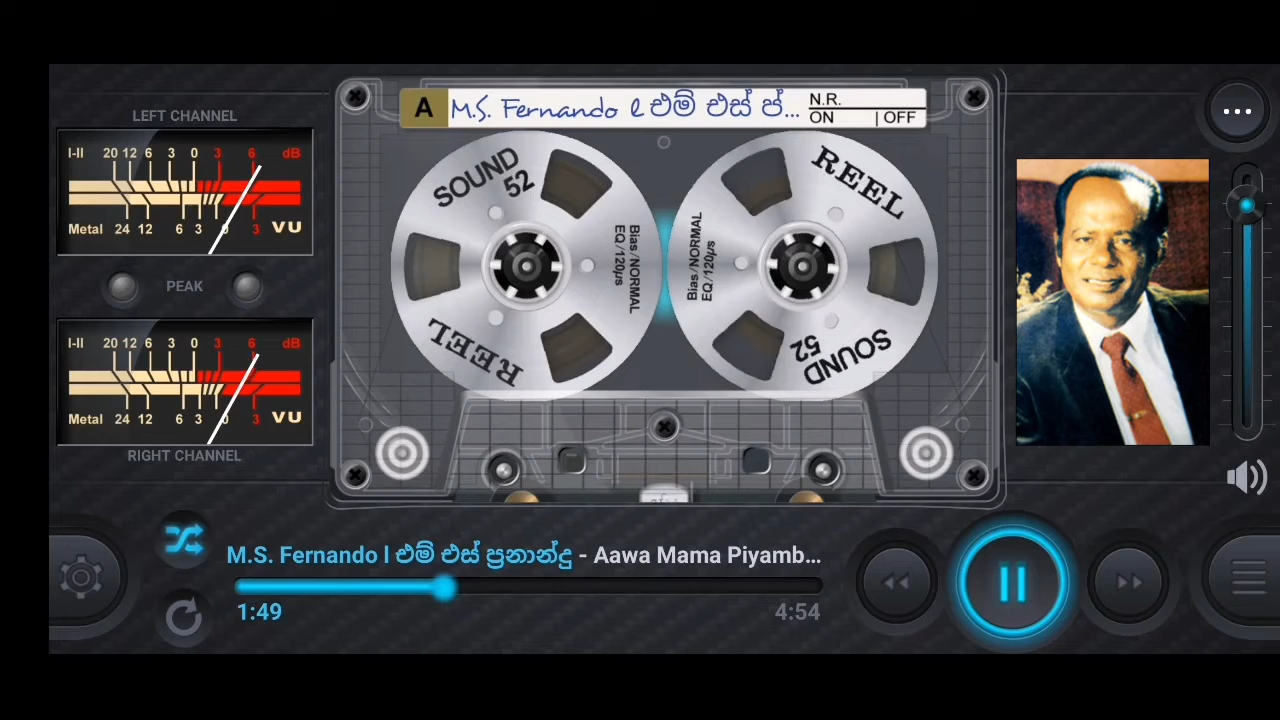 LEFT CHANNEL
I-II 20 12 6 3 0 3 6 dB
Metal 24 12 6 3 0 3 VU
PEAK
I-II 20 12 6 3 0 3 6 dB
Metal 24 12 6 3 0 3 VU
RIGHT CHANNEL
A M.S. Fernando l එම් එස් ප්...
N.R.
ON | OFF
SOUND
52
Bias/NORMAL
EQ/120µs
REEL
REEL
Bias/NORMAL
EQ/120µs
SOUND
52
M.S. Fernando l එම් එස් ප්‍රනාන්දු - Aawa Mama Piyamb...
1:49
4:54